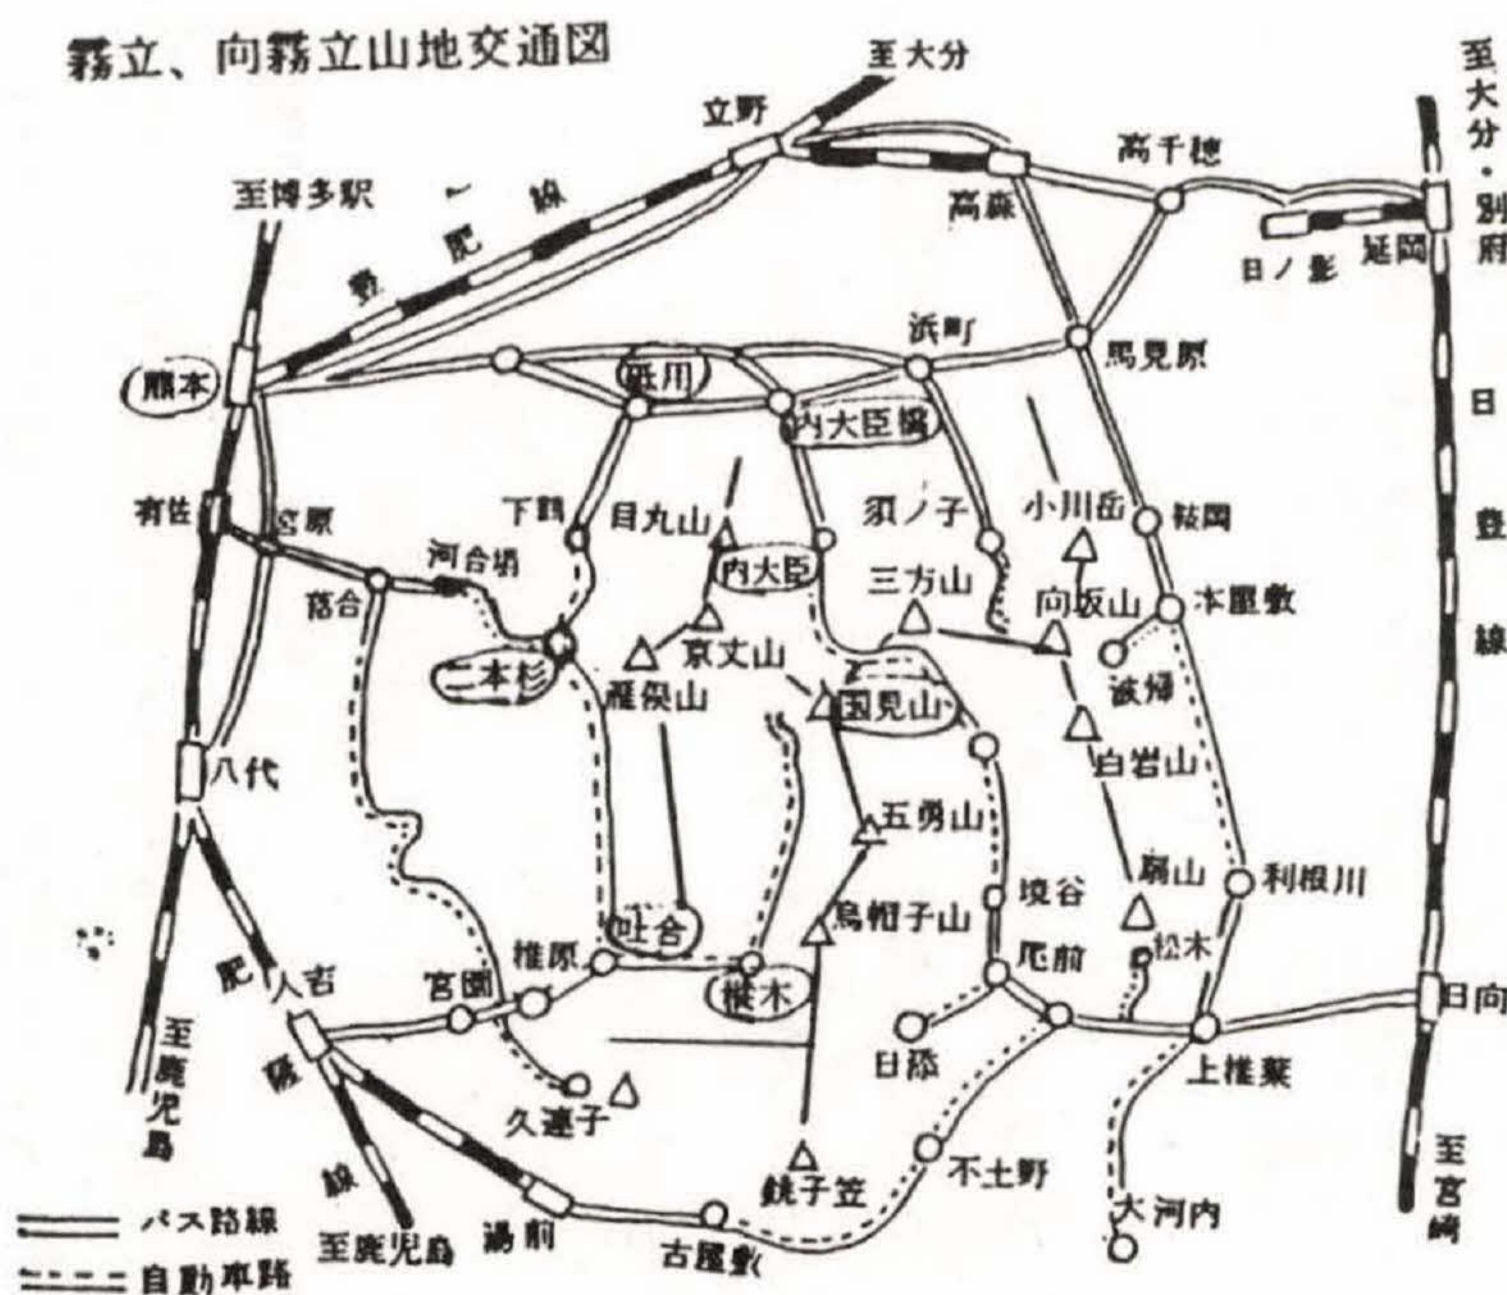 霧立、向霧立山地交通図
至大分
立野
至大分・別府
高千穂
至博多駅
豊肥線
高森
日ノ影
延岡
浜町
馬見原
熊本
砥用
内大臣橋
日豊線
有佐
宮原
下鶴
目丸山
須ノ子
小川岳
鞍岡
河合場
内大臣
三方山
向坂山
本屋敷
落合
二本杉
京丈山
雁俣山
国見山
波帰
白岩山
八代
五勇山
扇山
利根川
境谷
烏帽子山
吐合
松木
椎原
尾前
宮園
樅木
人吉
日向
日添
上椎葉
至鹿児島
久連子
肥薩線
不土野
銚子笠
大河内
至宮崎
バス路線
至鹿児島
湯前
古屋敷
自動車路